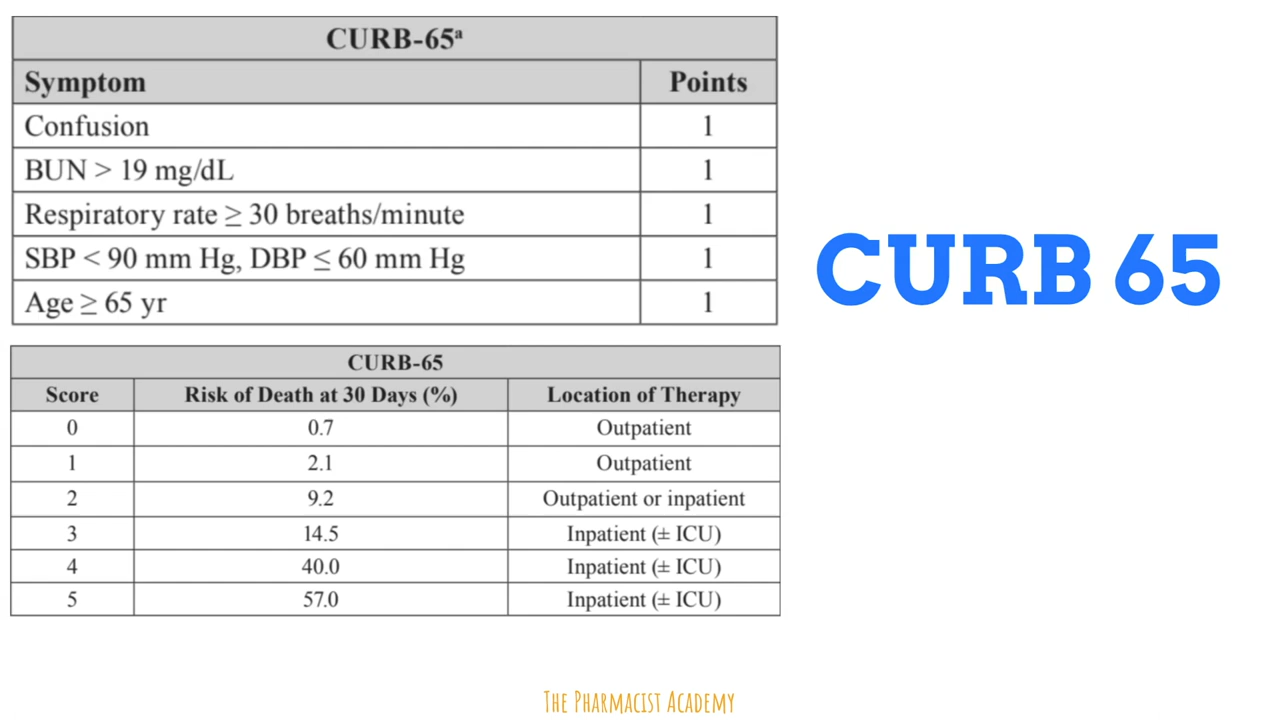 CURB-65ᵃ
Symptom Points
Confusion 1
BUN > 19 mg/dL 1
Respiratory rate ≥ 30 breaths/minute 1
SBP < 90 mm Hg, DBP ≤ 60 mm Hg 1
Age ≥ 65 yr 1
CURB 65
CURB-65
Score Risk of Death at 30 Days (%) Location of Therapy
0 0.7 Outpatient
1 2.1 Outpatient
2 9.2 Outpatient or inpatient
3 14.5 Inpatient (± ICU)
4 40.0 Inpatient (± ICU)
5 57.0 Inpatient (± ICU)
The Pharmacist Academy